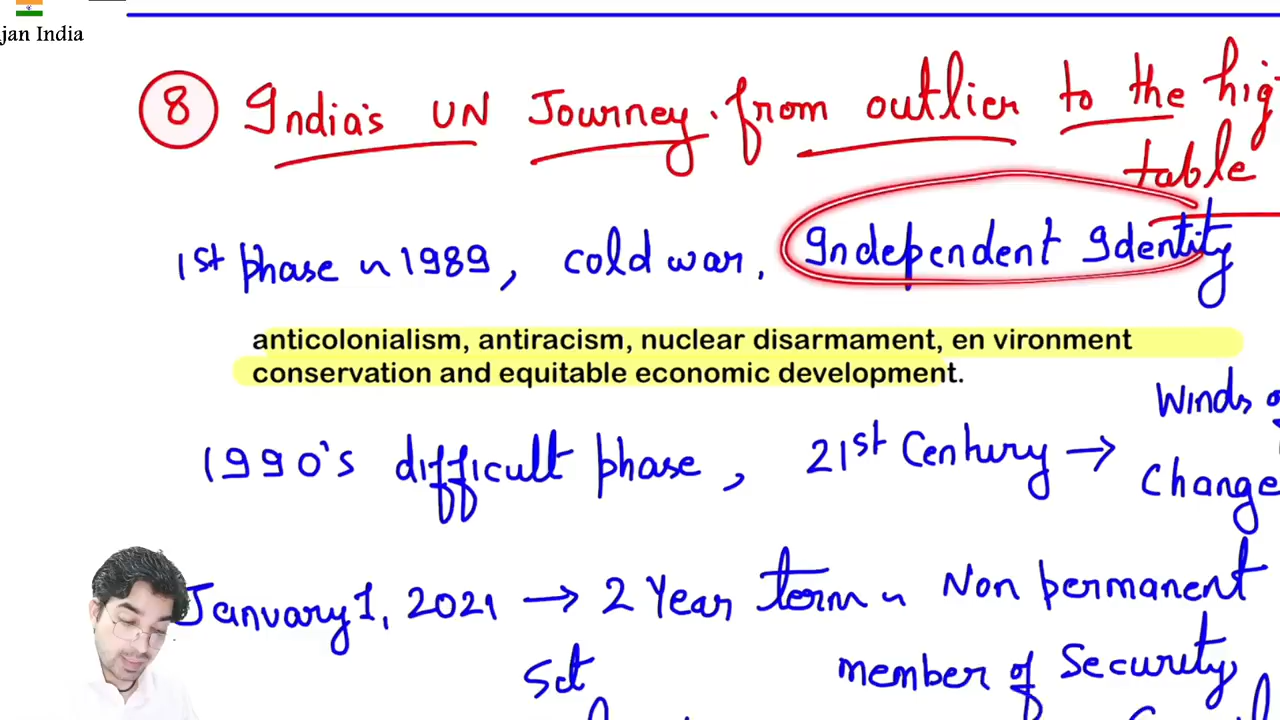 jan India
8 India's UN Journey. from outlier to the hig
table
1st phase ~ 1989, cold war. Independent Identity
anticolonialism, antiracism, nuclear disarmament, en vironment
conservation and equitable economic development.
Winds o
1990's difficult phase, 21st Century →
Change
January 1, 2021 → 2 Year term ~ Non permanent
Set member of Security